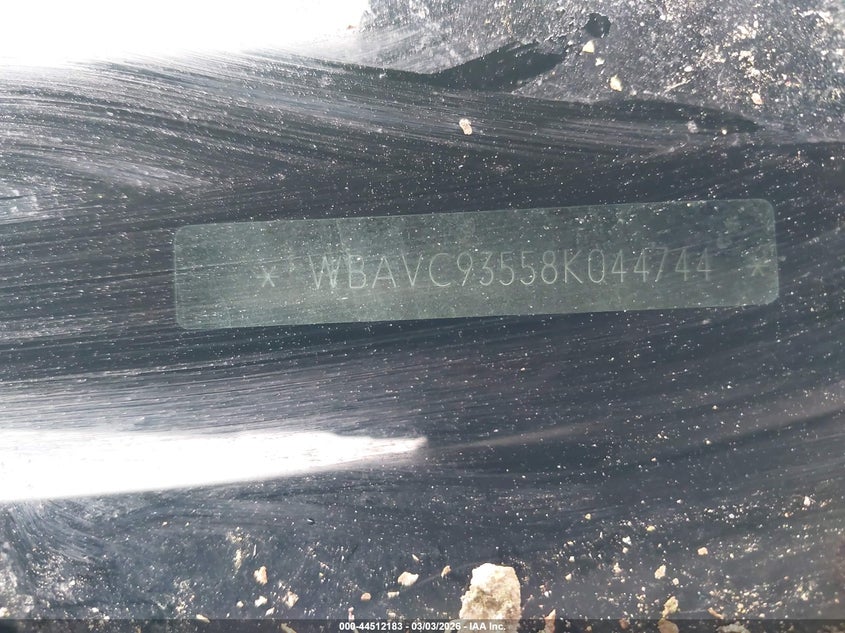 * WBAVC93558K044744 *
000-44512183 - 03/03/2026 - IAA Inc.